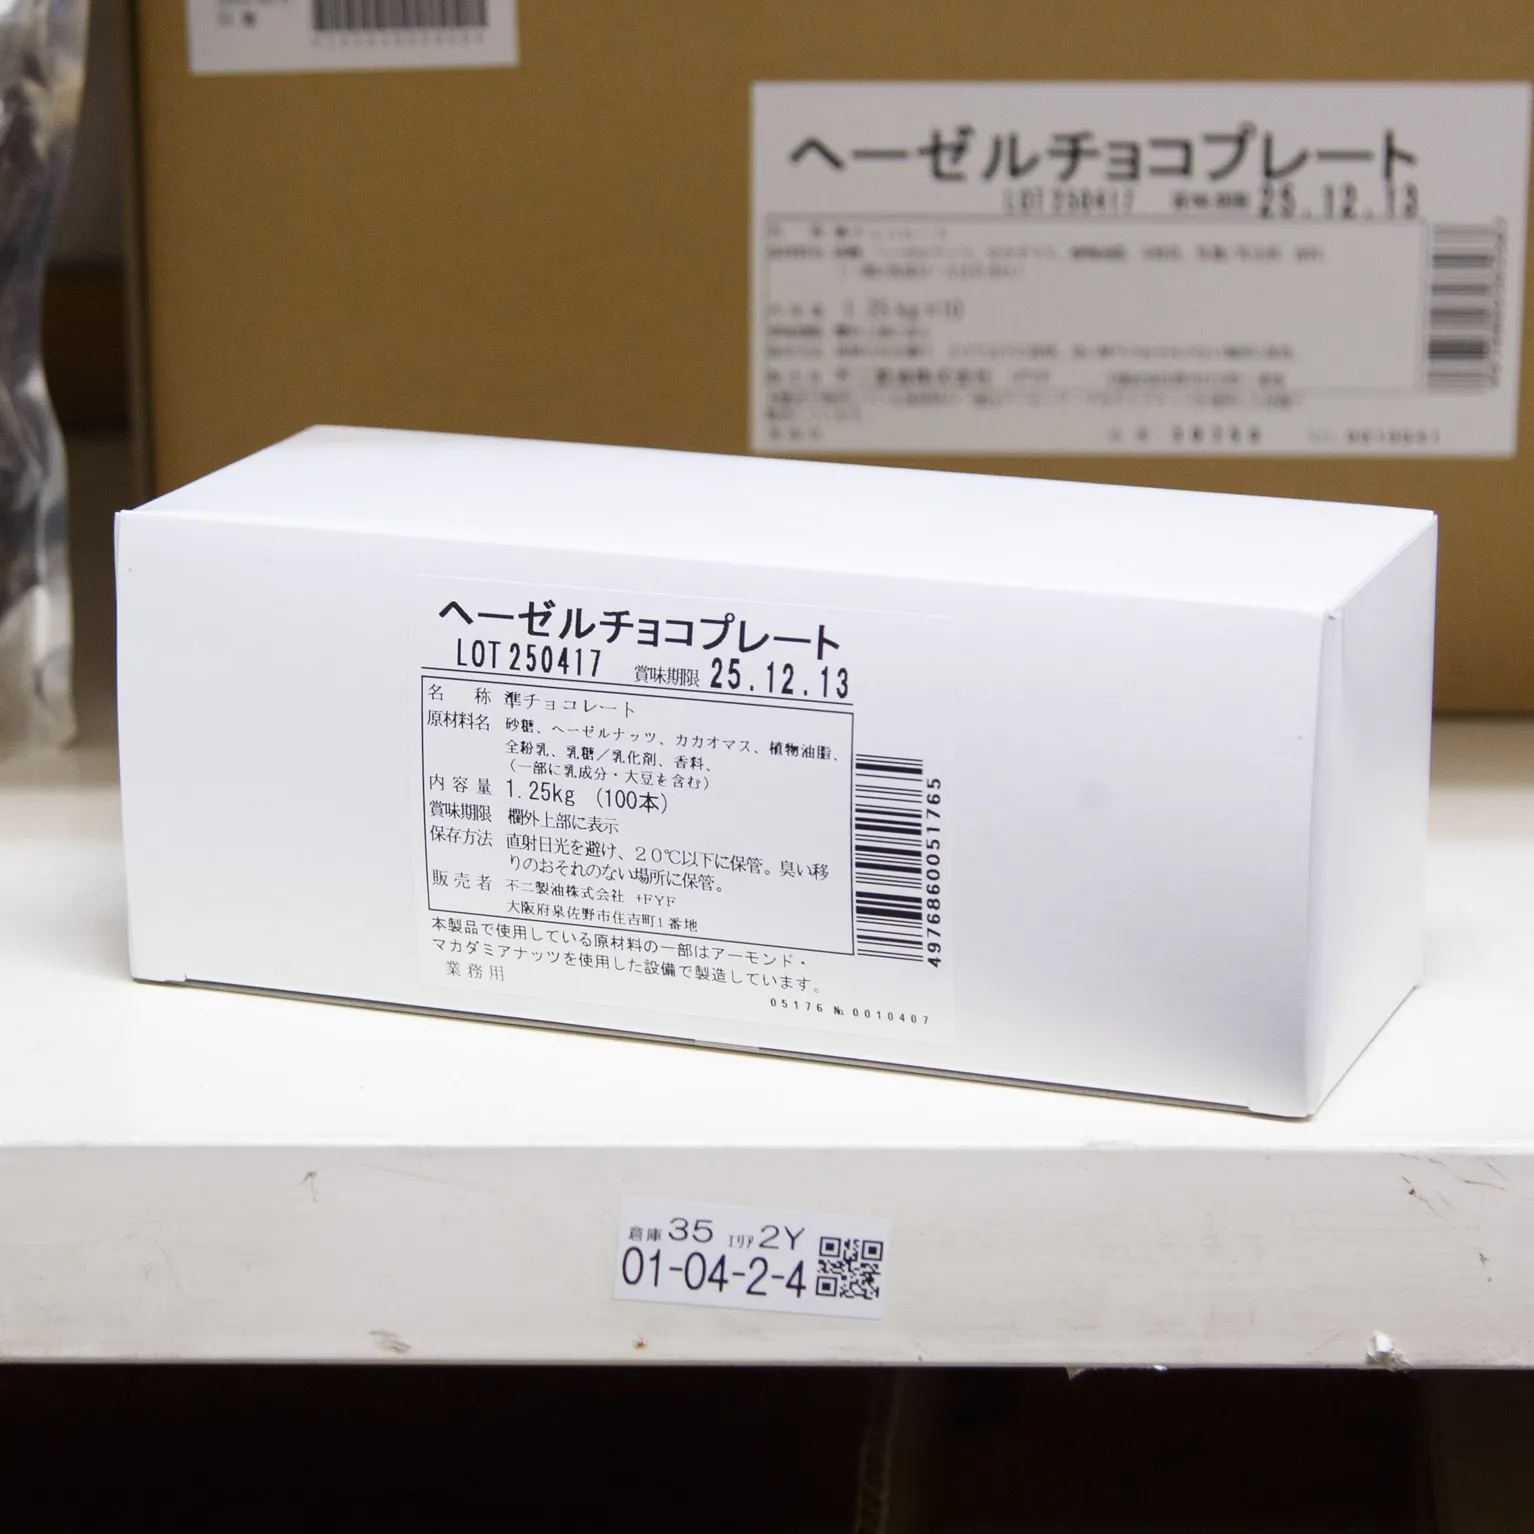 ヘーゼルチョコプレート
LOT 250417 25.12.13
1.25kg×10
ヘーゼルチョコプレート
LOT 250417 賞味期限 25.12.13
名称 準チョコレート
原材料名 砂糖、ヘーゼルナッツ、カカオマス、植物油脂、
全粉乳、乳糖／乳化剤、香料、
（一部に乳成分・大豆を含む）
内容量 1.25kg (100本)
賞味期限 欄外上部に表示
保存方法 直射日光を避け、２０℃以下に保管。臭い移
りのおそれのない場所に保管。
販売者 不二製油株式会社 +FYF
大阪府泉佐野市住吉町1番地
本製品で使用している原材料の一部はアーモンド・
マカダミアナッツを使用した設備で製造しています。
業務用
05176 № 0010407
4976860051765
倉庫 35 エリア 2Y
01-04-2-4